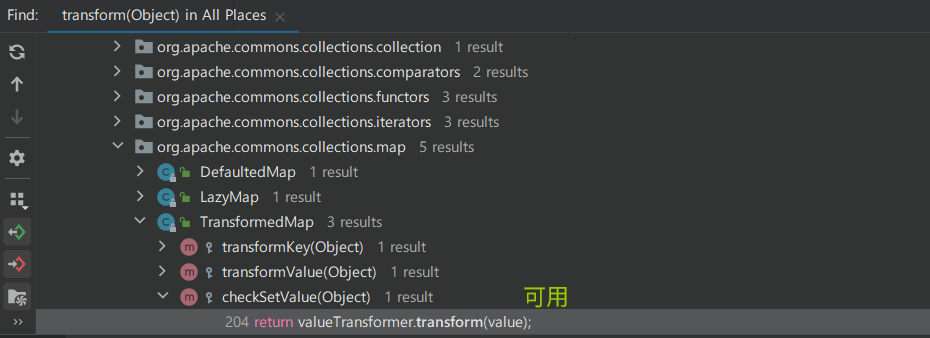 Find: transform(Object) in All Places
org.apache.commons.collections.collection 1 result
org.apache.commons.collections.comparators 2 results
org.apache.commons.collections.functors 3 results
org.apache.commons.collections.iterators 3 results
org.apache.commons.collections.map 5 results
DefaultedMap 1 result
LazyMap 1 result
TransformedMap 3 results
transformKey(Object) 1 result
transformValue(Object) 1 result
checkSetValue(Object) 1 result 可用
204 return valueTransformer.transform(value);